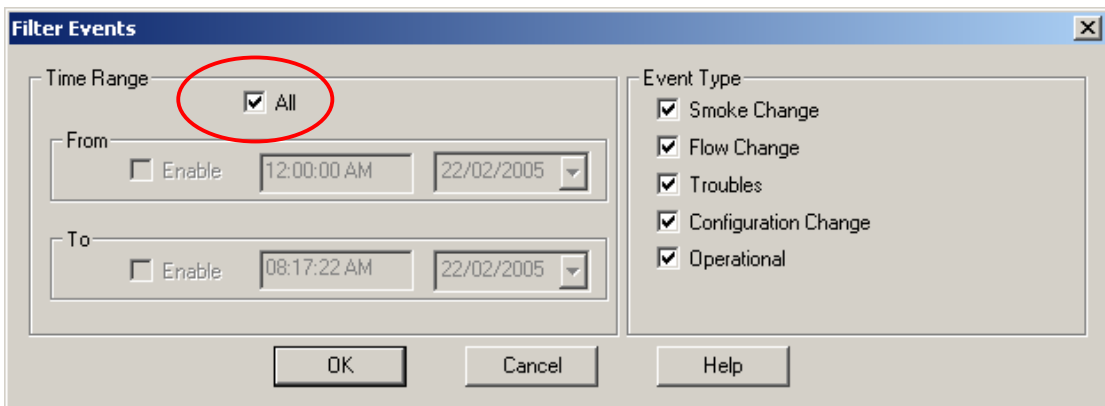 Filter Events
Time Range
All
From
Enable 12:00:00 AM 22/02/2005
To
Enable 08:17:22 AM 22/02/2005
Event Type
Smoke Change
Flow Change
Troubles
Configuration Change
Operational
OK Cancel Help